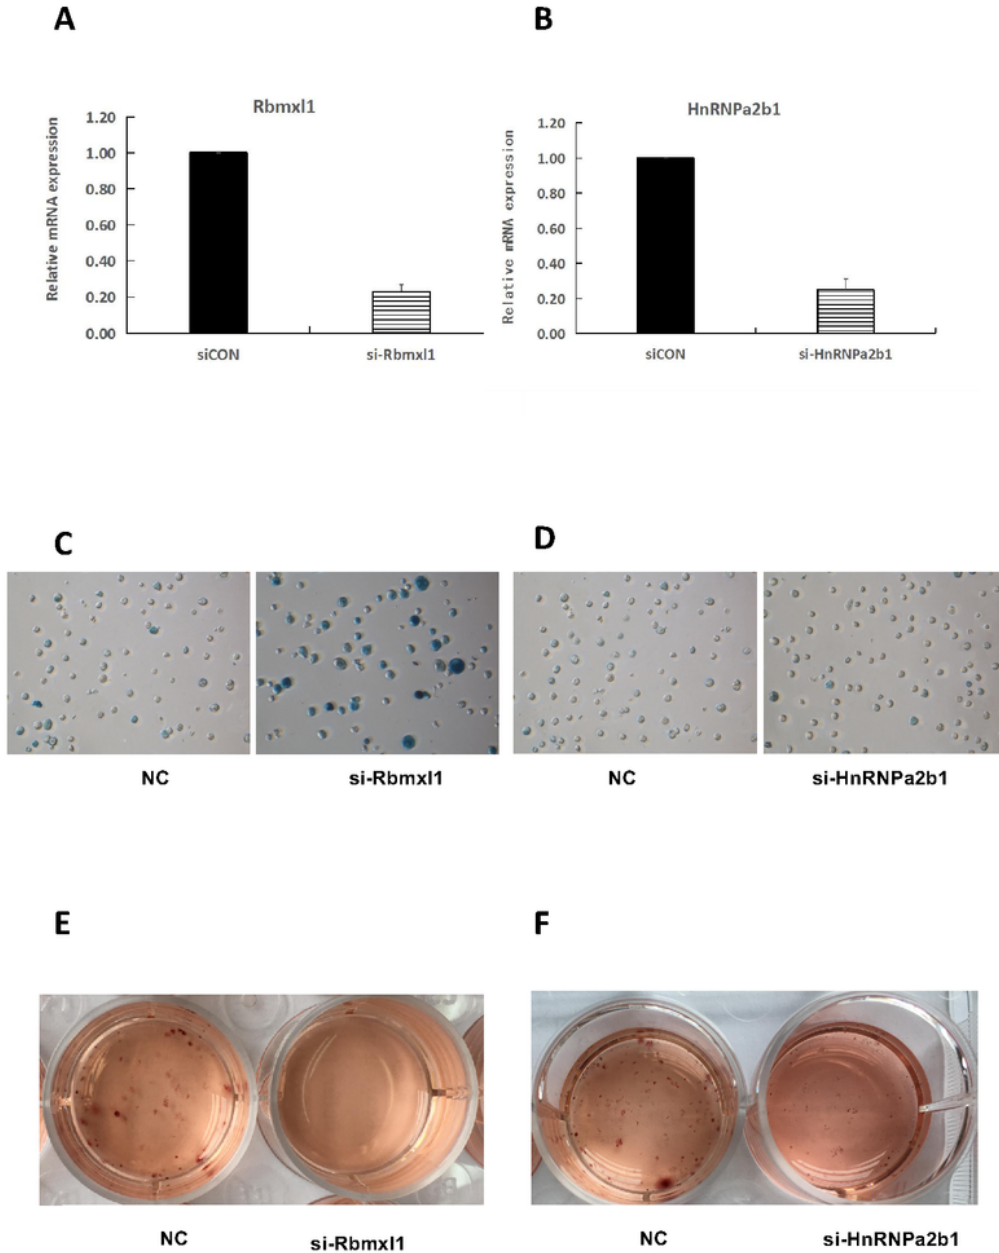 A
Rbmxl1
Relative mRNA expression
1.20
1.00
0.80
0.60
0.40
0.20
0.00
siCON
si-Rbmxl1
B
HnRNPa2b1
Relative mRNA expression
1.20
1.00
0.80
0.60
0.40
0.20
0.00
siCON
si-HnRNPa2b1
C
NC
si-Rbmxl1
D
NC
si-HnRNPa2b1
E
NC
si-Rbmxl1
F
NC
si-HnRNPa2b1